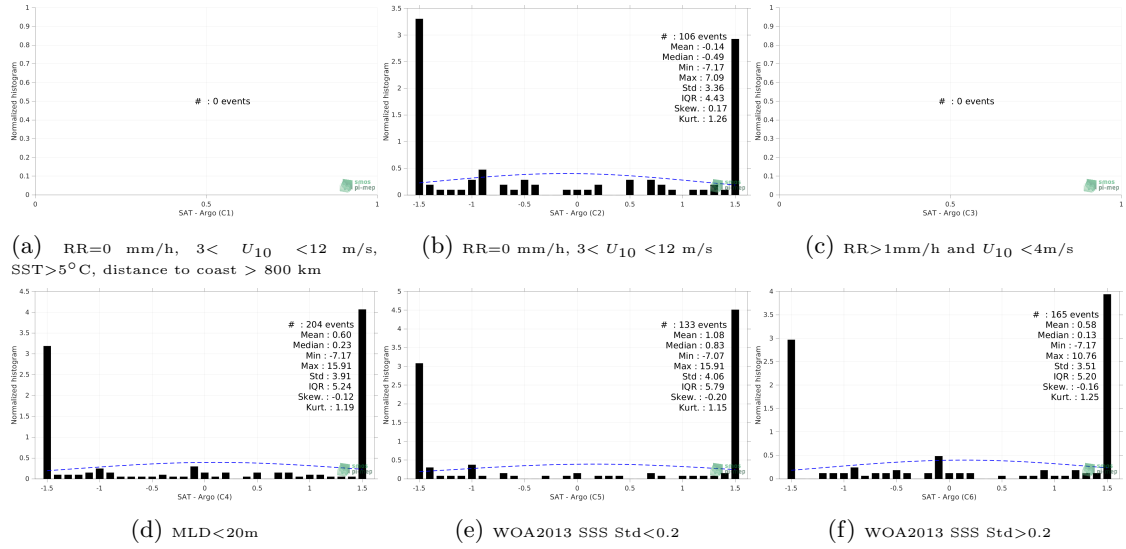 1
0.9
0.8
0.7
0.6
0.5
0.4
0.3
0.2
0.1
0
Normalized histogram
# : 0 events
smos
pi-mep
0 0.5 1
SAT - Argo (C1)
(a) RR=0 mm/h, 3< U10 <12 m/s,
SST>5°C, distance to coast > 800 km
3.5
3
2.5
2
1.5
1
0.5
0
Normalized histogram
# : 106 events
Mean : -0.14
Median : -0.49
Min : -7.17
Max : 7.09
Std : 3.36
IQR : 4.43
Skew. : 0.17
Kurt. : 1.26
smos
pi-mep
-1.5 -1 -0.5 0 0.5 1 1.5
SAT - Argo (C2)
(b) RR=0 mm/h, 3< U10 <12 m/s
1
0.9
0.8
0.7
0.6
0.5
0.4
0.3
0.2
0.1
0
Normalized histogram
# : 0 events
smos
pi-mep
0 0.5 1
SAT - Argo (C3)
(c) RR>1mm/h and U10 <4m/s
4.5
4
3.5
3
2.5
2
1.5
1
0.5
0
Normalized histogram
# : 204 events
Mean : 0.60
Median : 0.23
Min : -7.17
Max : 15.91
Std : 3.91
IQR : 5.24
Skew. : -0.12
Kurt. : 1.19
smos
pi-mep
-1.5 -1 -0.5 0 0.5 1 1.5
SAT - Argo (C4)
(d) MLD<20m
5
4.5
4
3.5
3
2.5
2
1.5
1
0.5
0
Normalized histogram
# : 133 events
Mean : 1.08
Median : 0.83
Min : -7.07
Max : 15.91
Std : 4.06
IQR : 5.79
Skew. : -0.20
Kurt. : 1.15
smos
pi-mep
-1.5 -1 -0.5 0 0.5 1 1.5
SAT - Argo (C5)
(e) WOA2013 SSS Std<0.2
4
3.5
3
2.5
2
1.5
1
0.5
0
Normalized histogram
# : 165 events
Mean : 0.58
Median : 0.13
Min : -7.17
Max : 10.76
Std : 3.51
IQR : 5.20
Skew. : -0.16
Kurt. : 1.25
smos
pi-mep
-1.5 -1 -0.5 0 0.5 1 1.5
SAT - Argo (C6)
(f) WOA2013 SSS Std>0.2